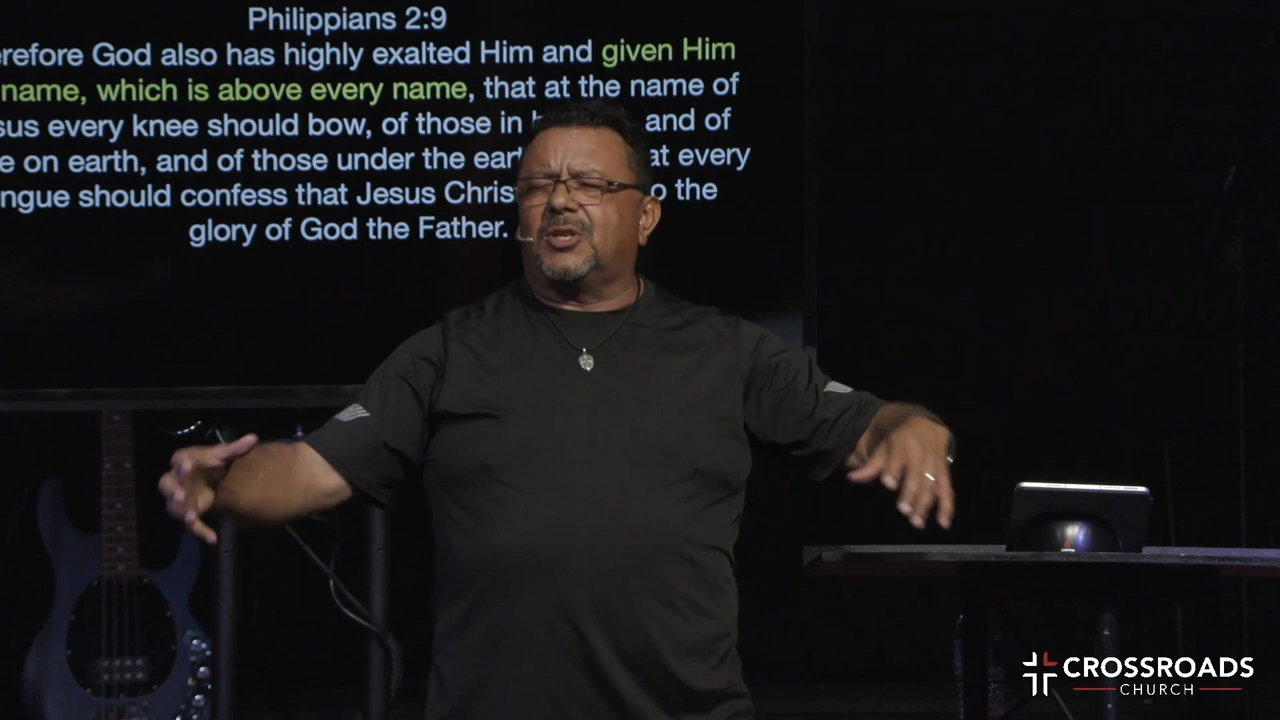 Philippians 2:9
erefore God also has highly exalted Him and given Him
name, which is above every name, that at the name of
sus every knee should bow, of those in h and of
e on earth, and of those under the eart at every
ngue should confess that Jesus Chris o the
glory of God the Father.
CROSSROADS
CHURCH